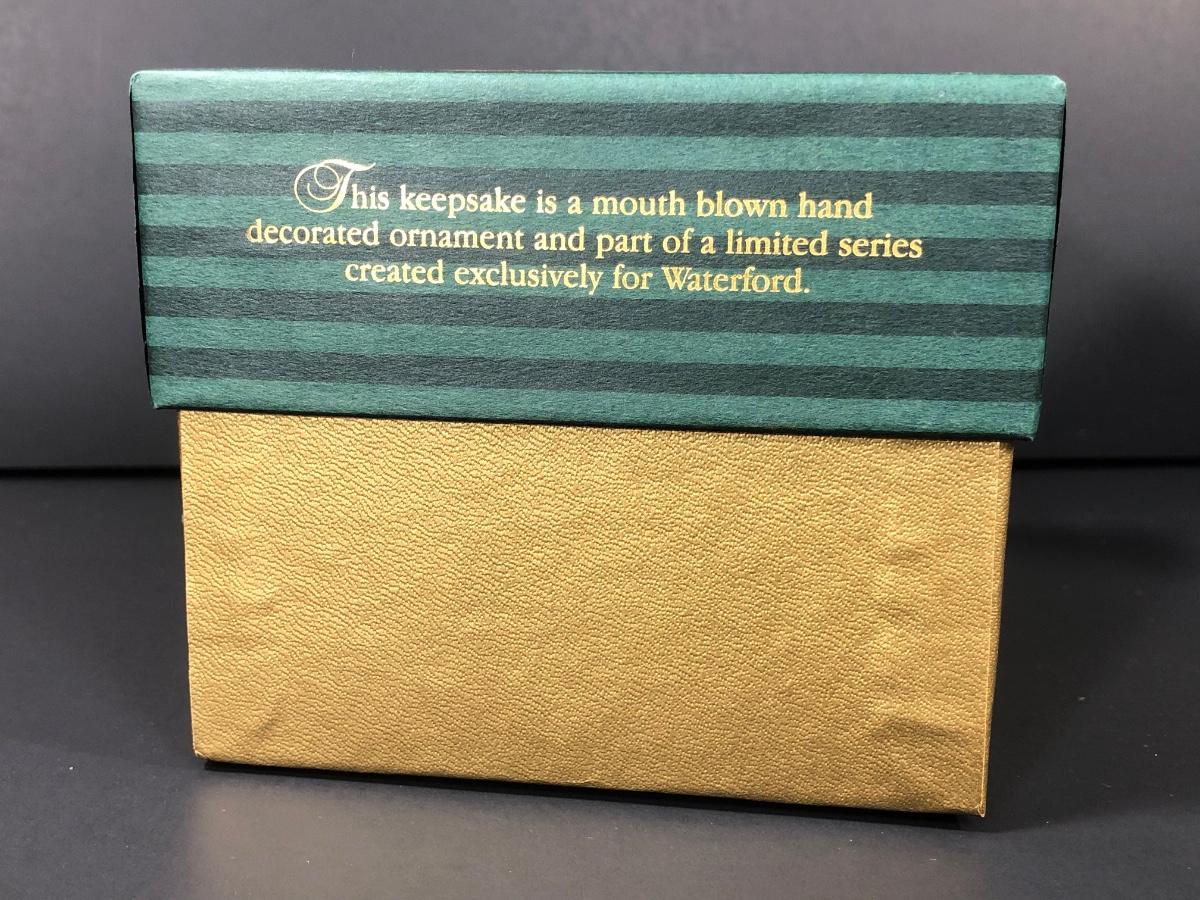 This keepsake is a mouth blown hand
decorated ornament and part of a limited series
created exclusively for Waterford.